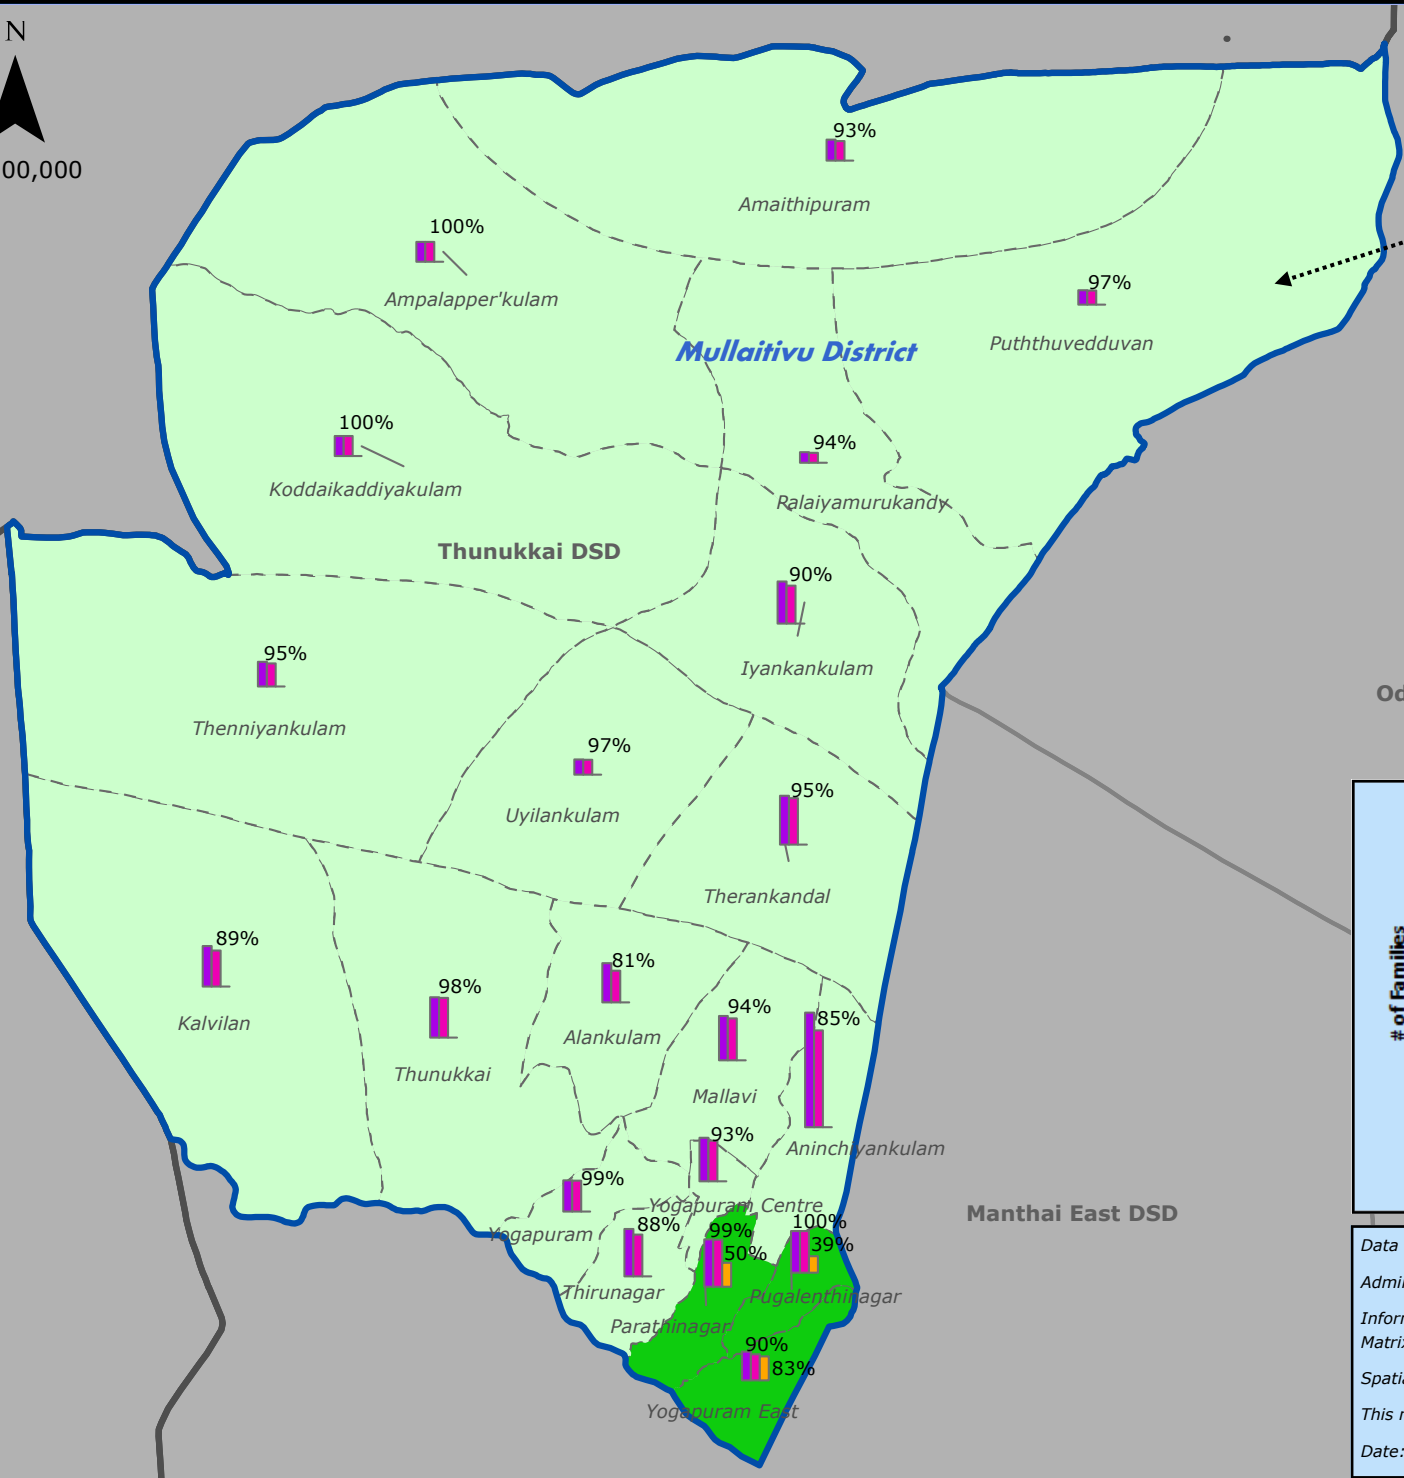 N
00,000
93%
Amaithipuram
100%
Ampalapper'kulam
97%
Puththuvedduvan
Mullaitivu District
100%
Koddaikaddiyakulam
94%
Palaiyamurukandy
Thunukkai DSD
90%
Iyankankulam
95%
Thenniyankulam
97%
Uyilankulam
95%
Therankandal
Od
89%
Kalvilan
98%
Thunukkai
81%
Alankulam
94%
Mallavi
85%
Aninchiyankulam
# of Families
93%
Yogapuram Centre
99%
Yogapuram
88%
Thirunagar
99%
50%
Parathinagar
100%
39%
Pugalenthinagar
90%
83%
Yogapuram East
Manthai East DSD
Data
Admi
Inforr
Matri
Spati
This r
Date: